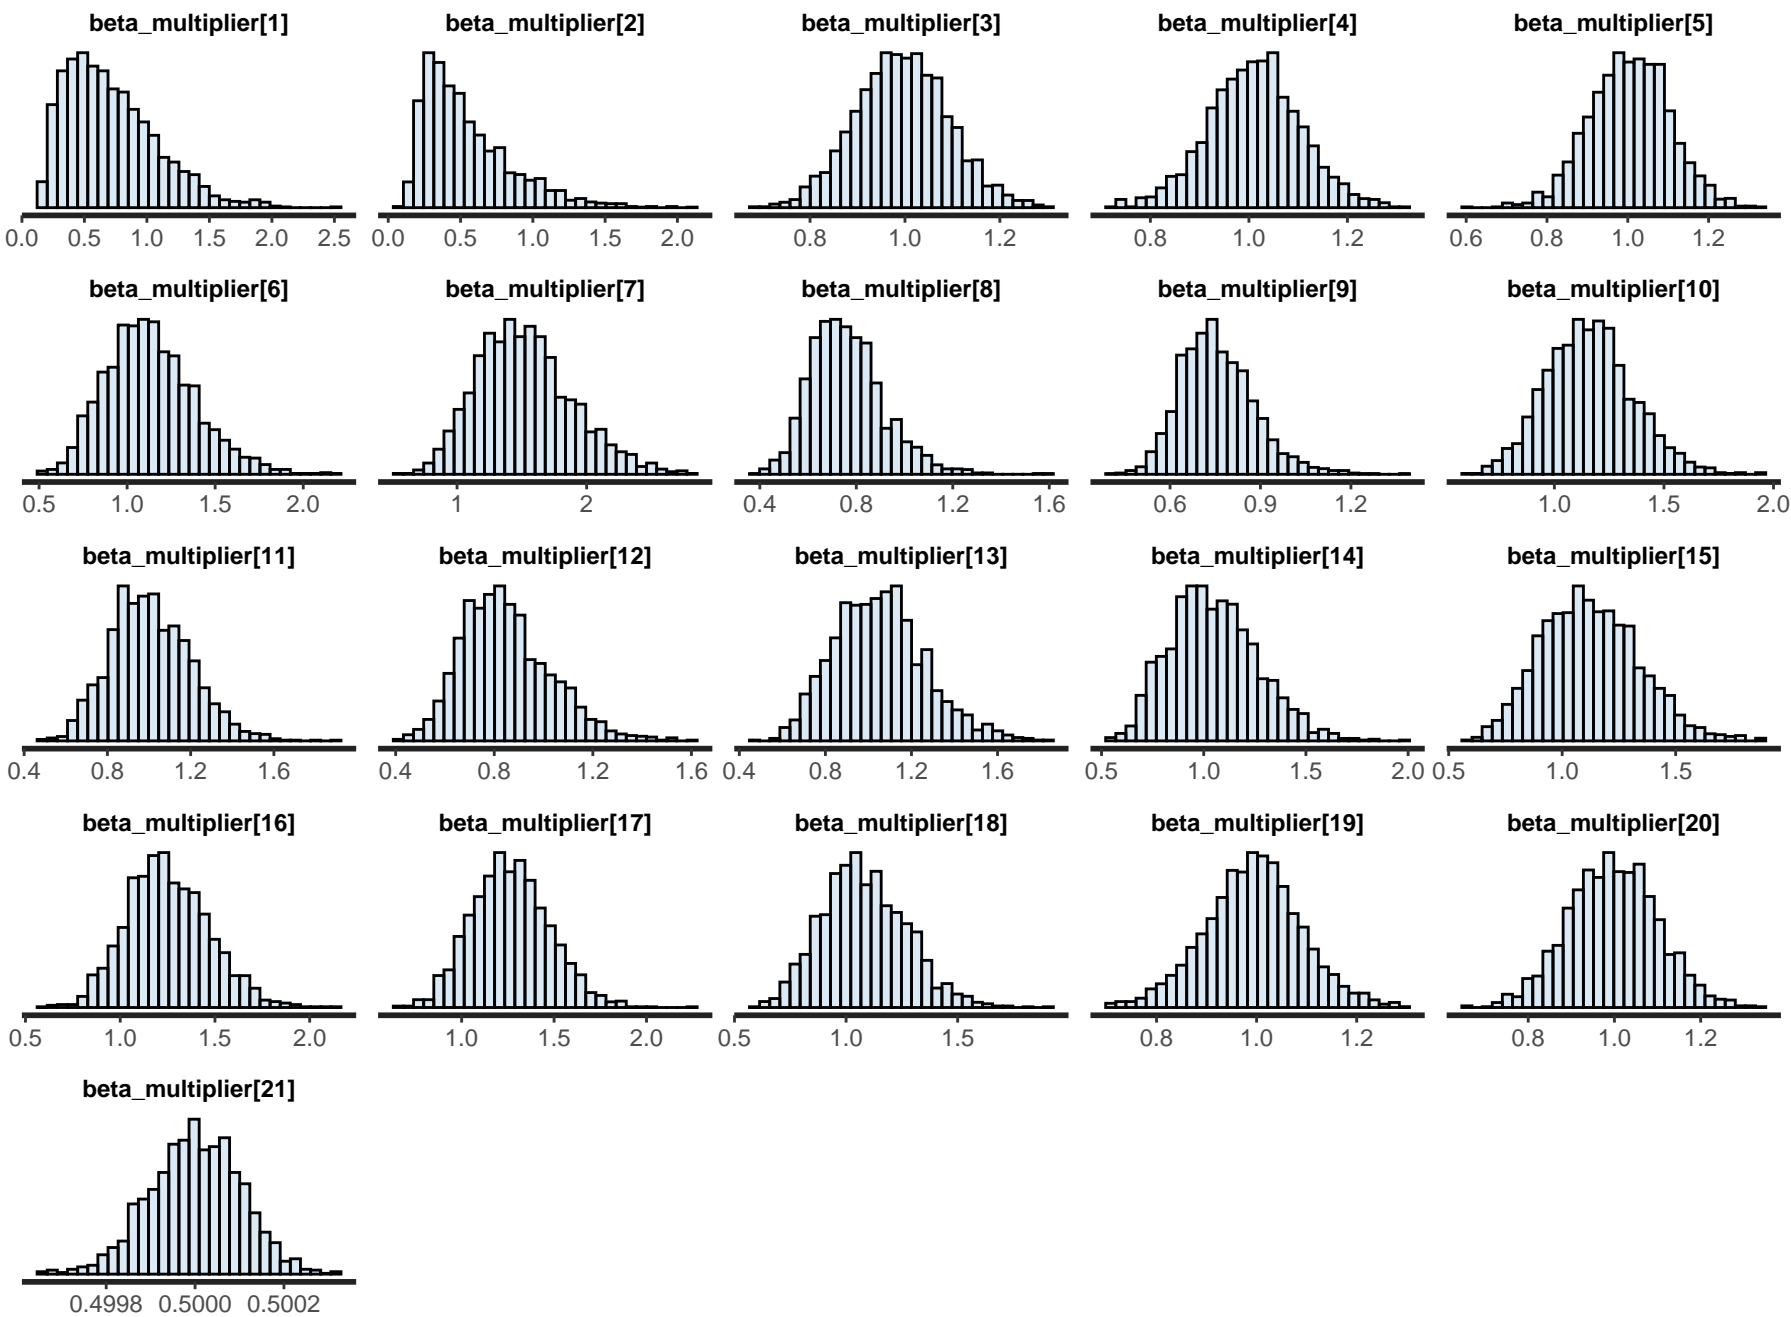 beta_multiplier[1] beta_multiplier[2] beta_multiplier[3] beta_multiplier[4] beta_multiplier[5]
0.0 0.5 1.0 1.5 2.0 2.5 0.0 0.5 1.0 1.5 2.0 0.8 1.0 1.2 0.8 1.0 1.2 0.6 0.8 1.0 1.2
beta_multiplier[6] beta_multiplier[7] beta_multiplier[8] beta_multiplier[9] beta_multiplier[10]
0.5 1.0 1.5 2.0 1 2 0.4 0.8 1.2 1.6 0.6 0.9 1.2 1.0 1.5 2.0
beta_multiplier[11] beta_multiplier[12] beta_multiplier[13] beta_multiplier[14] beta_multiplier[15]
0.4 0.8 1.2 1.6 0.4 0.8 1.2 1.6 0.4 0.8 1.2 1.6 0.5 1.0 1.5 2.0 0.5 1.0 1.5
beta_multiplier[16] beta_multiplier[17] beta_multiplier[18] beta_multiplier[19] beta_multiplier[20]
0.5 1.0 1.5 2.0 1.0 1.5 2.0 0.5 1.0 1.5 0.8 1.0 1.2 0.8 1.0 1.2
beta_multiplier[21]
0.4998 0.5000 0.5002